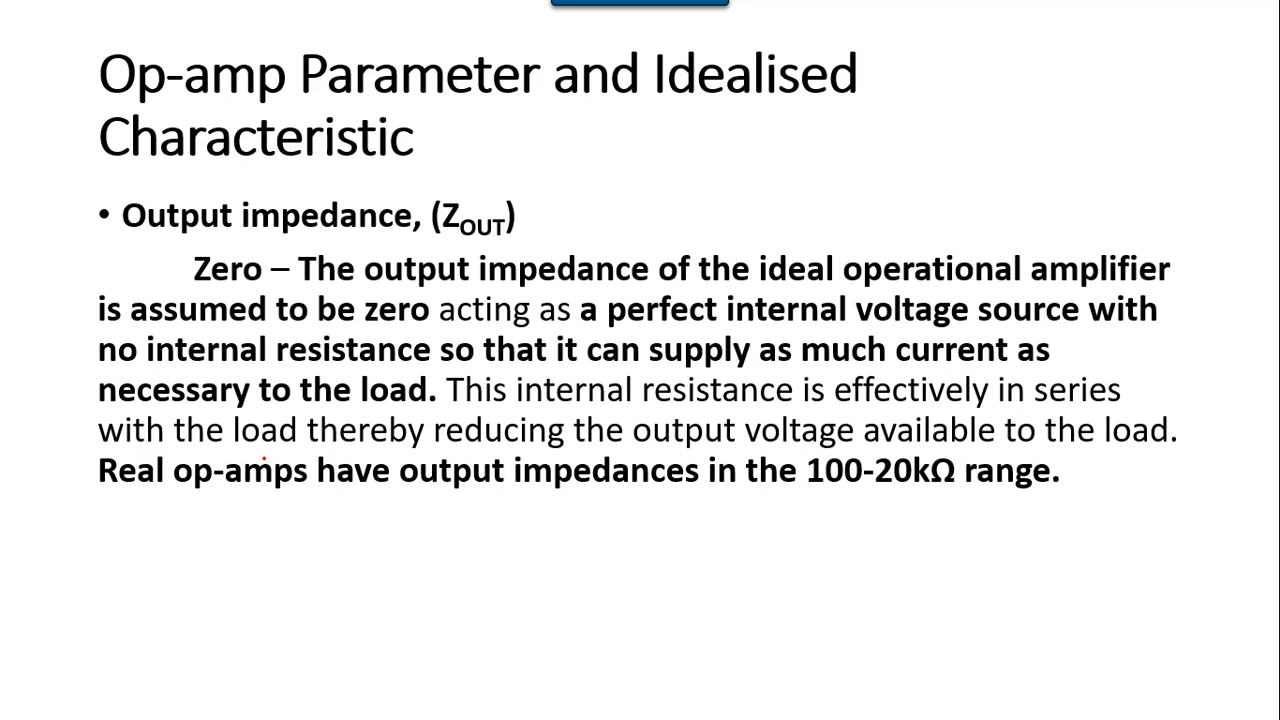 Op-amp Parameter and Idealised
Characteristic
• Output impedance, (ZOUT)
Zero – The output impedance of the ideal operational amplifier
is assumed to be zero acting as a perfect internal voltage source with
no internal resistance so that it can supply as much current as
necessary to the load. This internal resistance is effectively in series
with the load thereby reducing the output voltage available to the load.
Real op-amps have output impedances in the 100-20kΩ range.